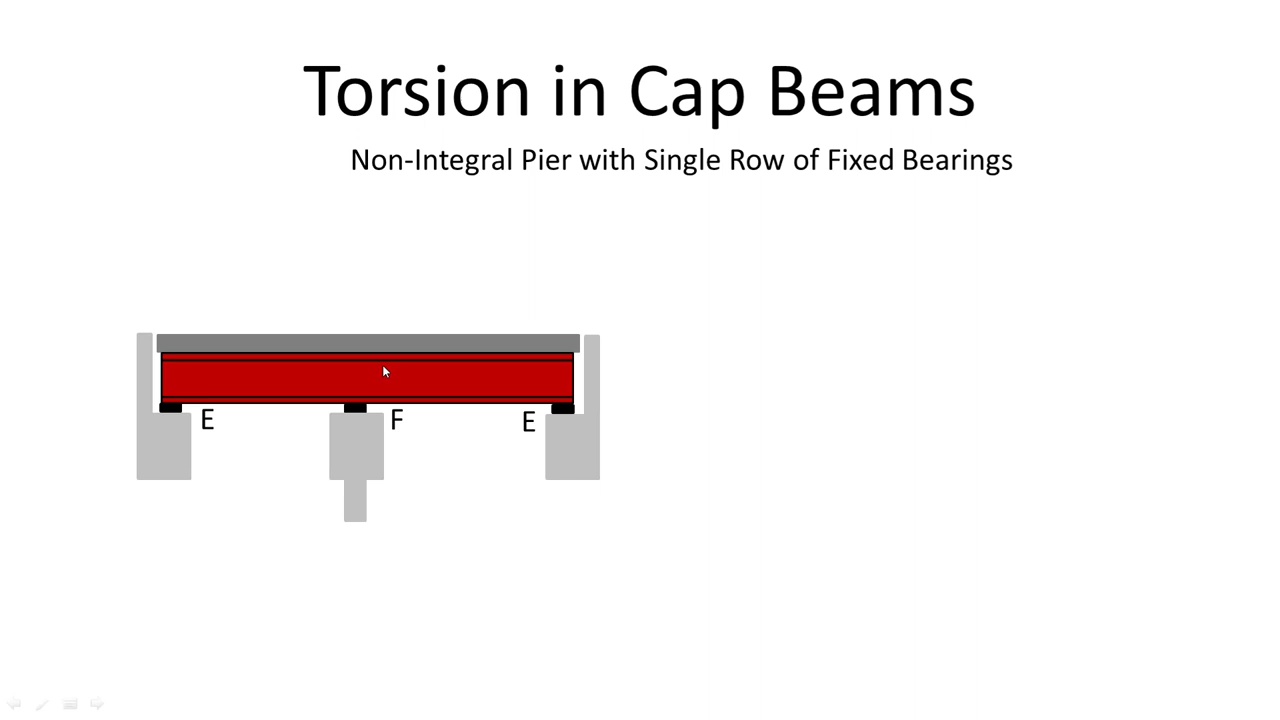 Torsion in Cap Beams
Non-Integral Pier with Single Row of Fixed Bearings
E
F
E